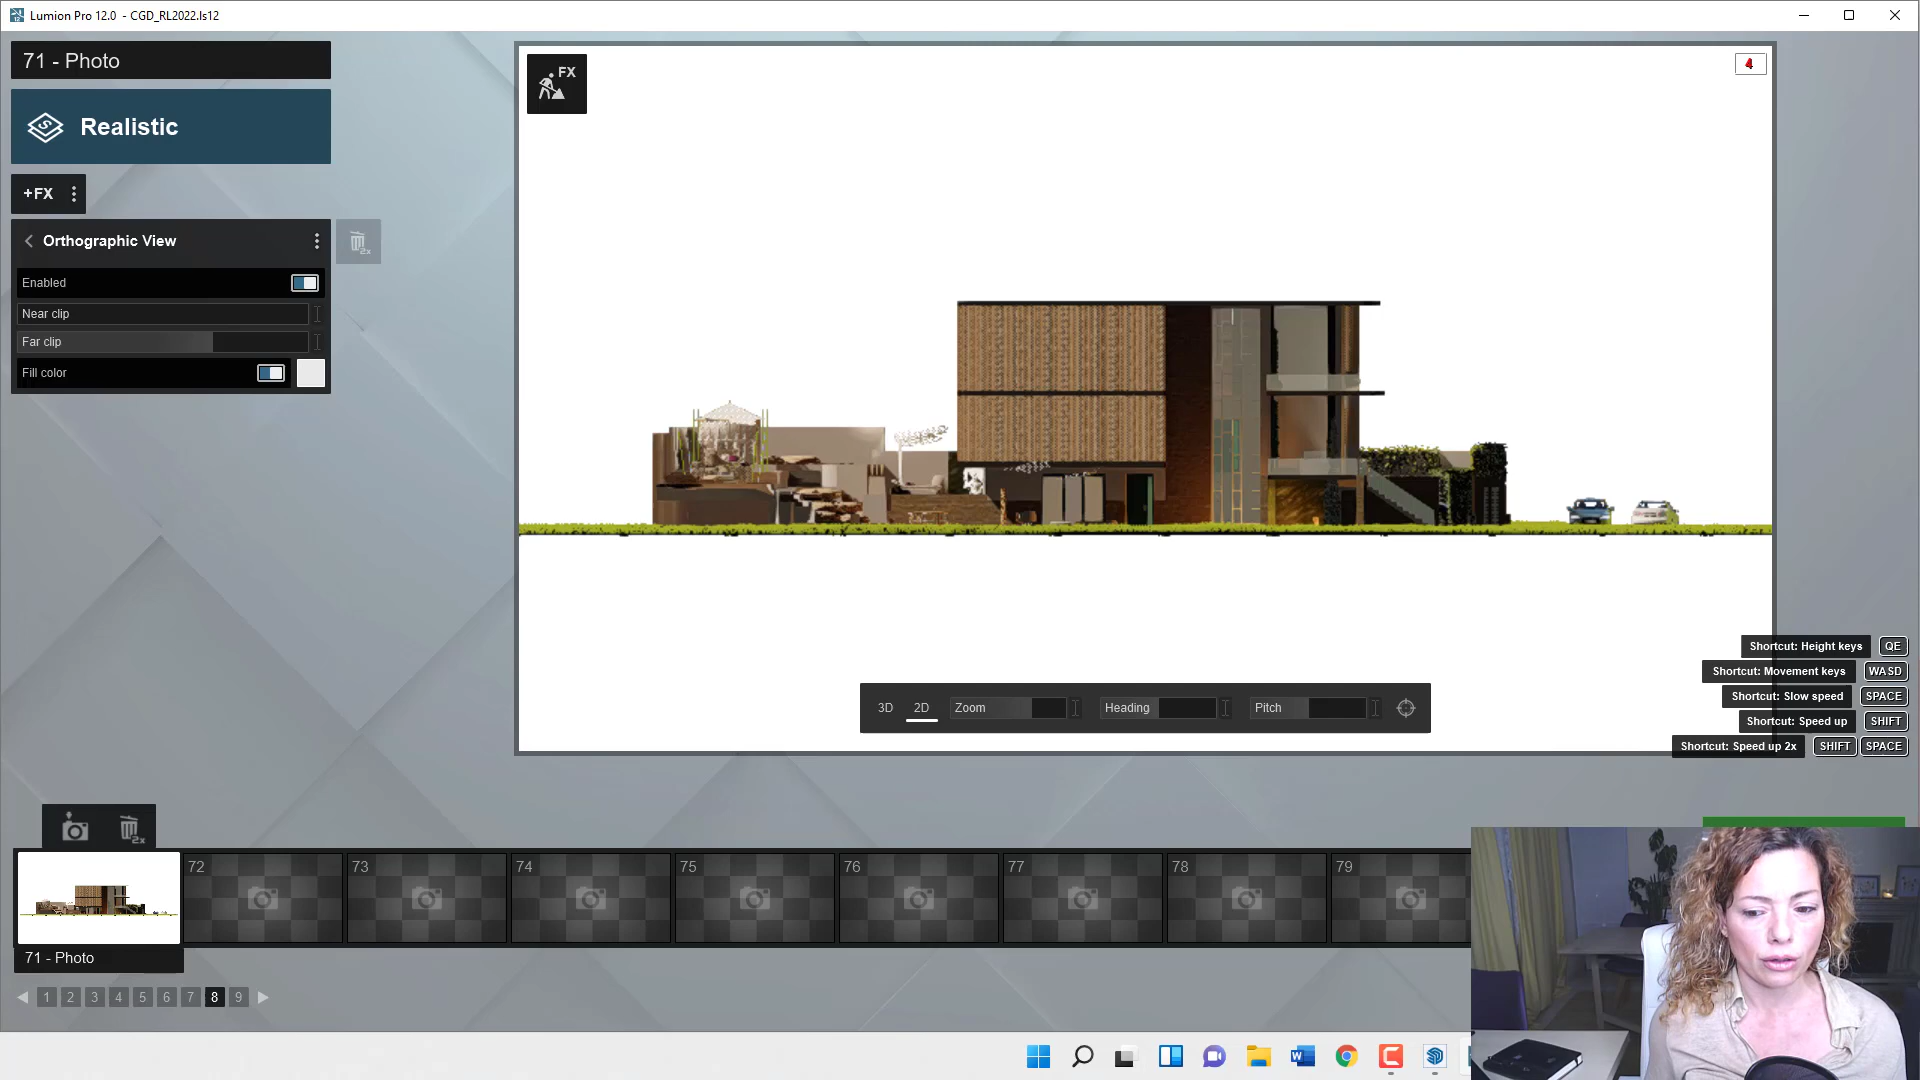 Lumion Pro 12.0 - CGD_RL2022.ls12
71 - Photo
Realistic
+FX
Orthographic View
2x
Enabled
Near clip
Far clip
Fill color
FX
4
3D 2D Zoom Heading Pitch
Shortcut: Height keys QE
Shortcut: Movement keys WASD
Shortcut: Slow speed SPACE
Shortcut: Speed up SHIFT
Shortcut: Speed up 2x SHIFT SPACE
2x
72 73 74 75 76 77 78 79
71 - Photo
1 2 3 4 5 6 7 8 9